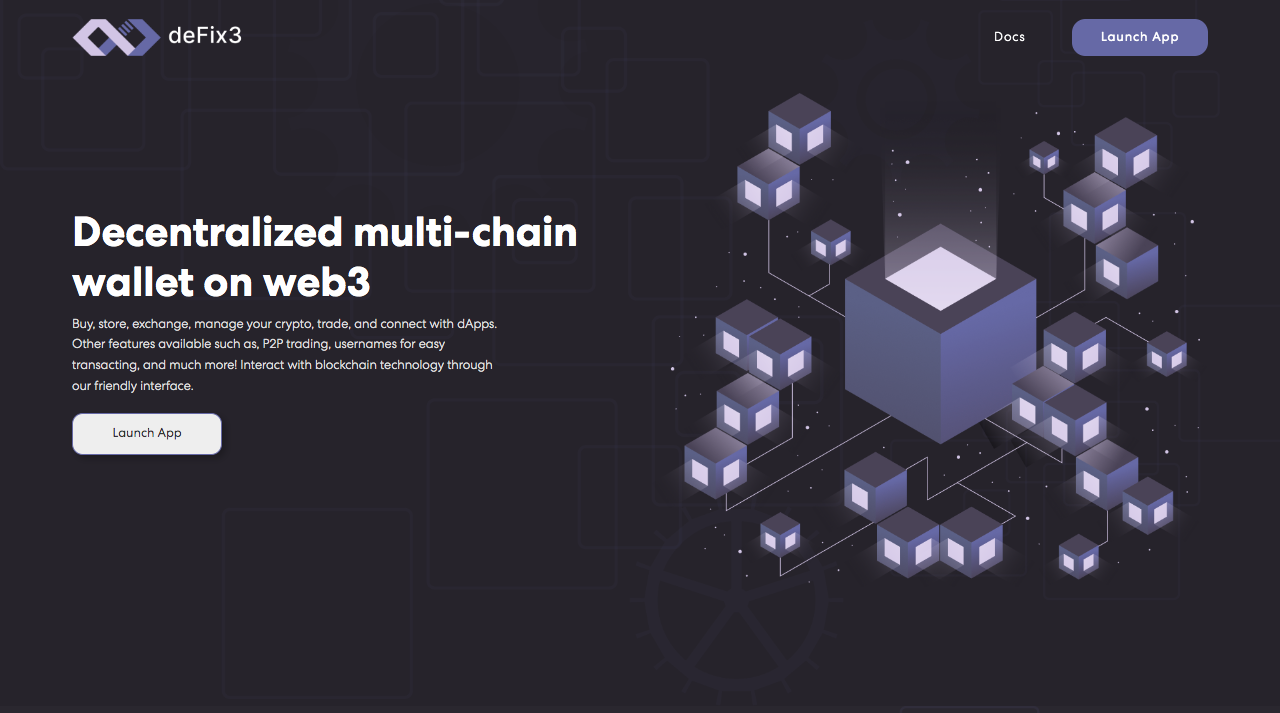 deFix3
Docs
Launch App
Decentralized multi-chain
wallet on web3
Buy, store, exchange, manage your crypto, trade, and connect with dApps.
Other features available such as, P2P trading, usernames for easy
transacting, and much more! Interact with blockchain technology through
our friendly interface.
Launch App